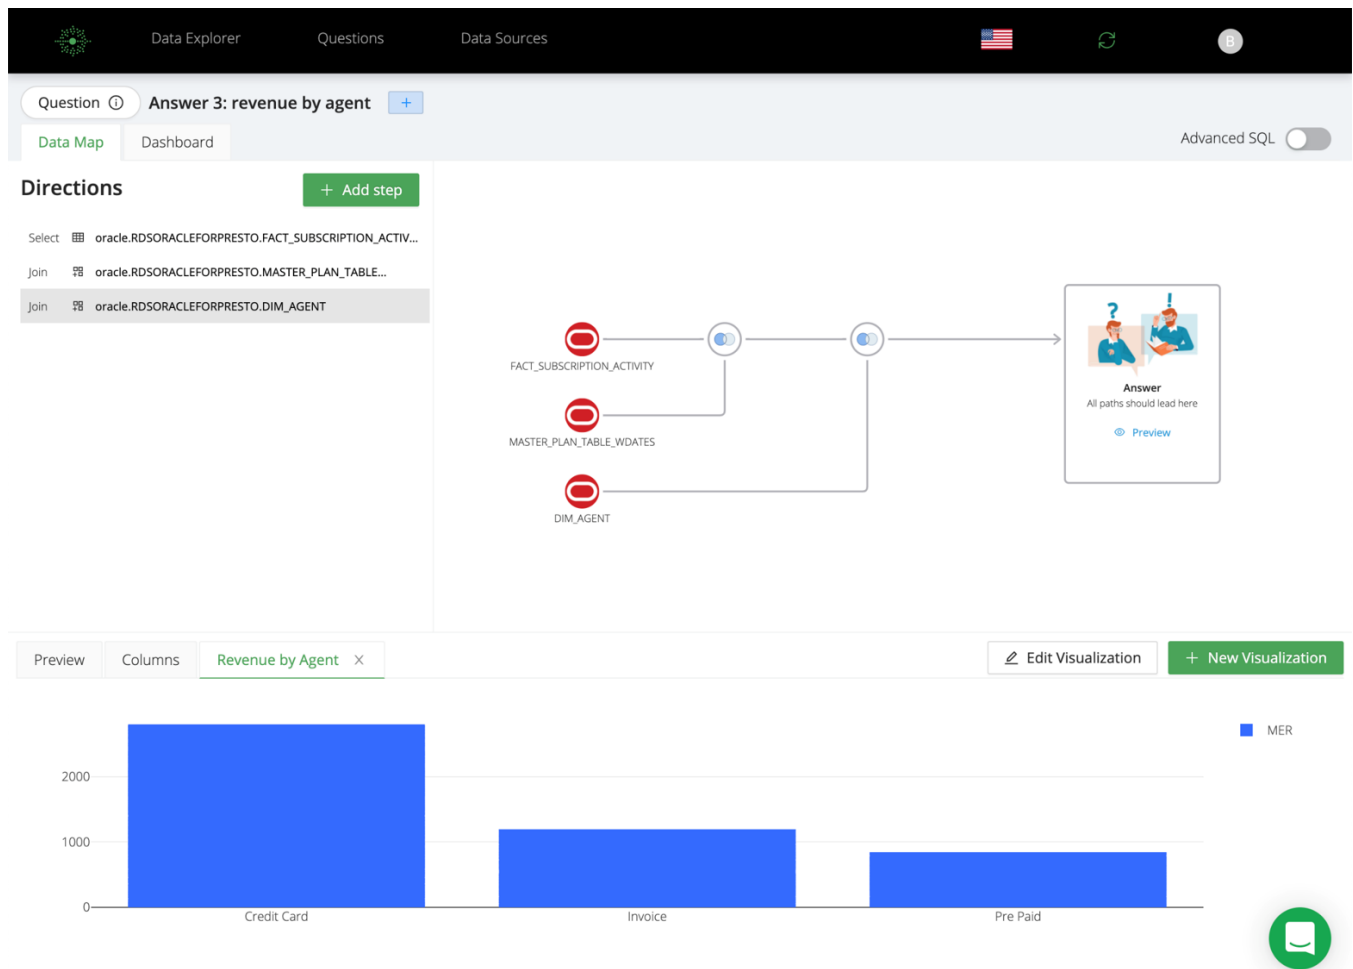 Data Explorer
Questions
Data Sources
B
Question
Answer 3: revenue by agent
+
Data Map
Dashboard
Advanced SQL
Directions
+ Add step
Select oracle.RDSORACLEFORPRESTO.FACT_SUBSCRIPTION_ACTIV...
Join oracle.RDSORACLEFORPRESTO.MASTER_PLAN_TABLE...
Join oracle.RDSORACLEFORPRESTO.DIM_AGENT
FACT_SUBSCRIPTION_ACTIVITY
MASTER_PLAN_TABLE_WDATES
DIM_AGENT
? !
Answer
All paths should lead here
Preview
Preview
Columns
Revenue by Agent X
Edit Visualization
+ New Visualization
MER
2000
1000
0
Credit Card
Invoice
Pre Paid